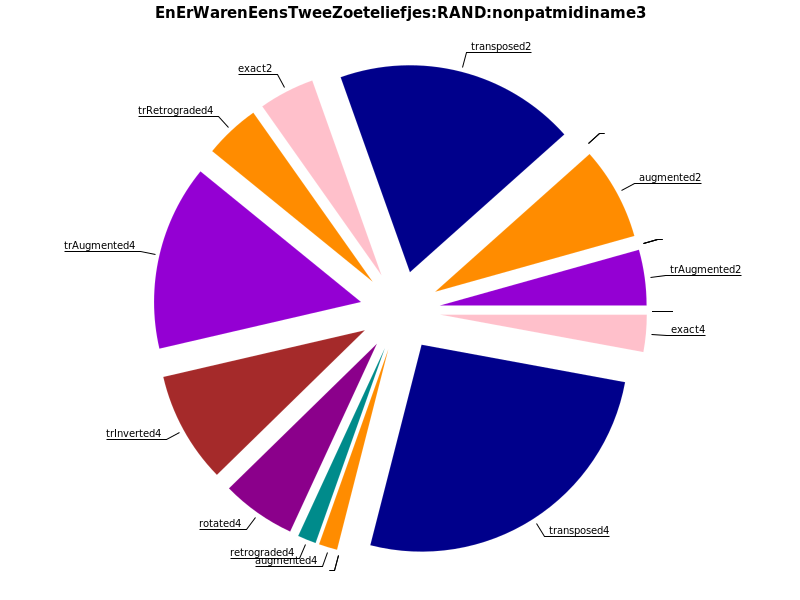 EnErWarenEensTweeZoeteliefjes:RAND:nonpatmidiname3
transposed2
exact2
trRetrograded4
augmented2
trAugmented4
trAugmented2
exact4
trInverted4
rotated4
transposed4
retrograded4
augmented4